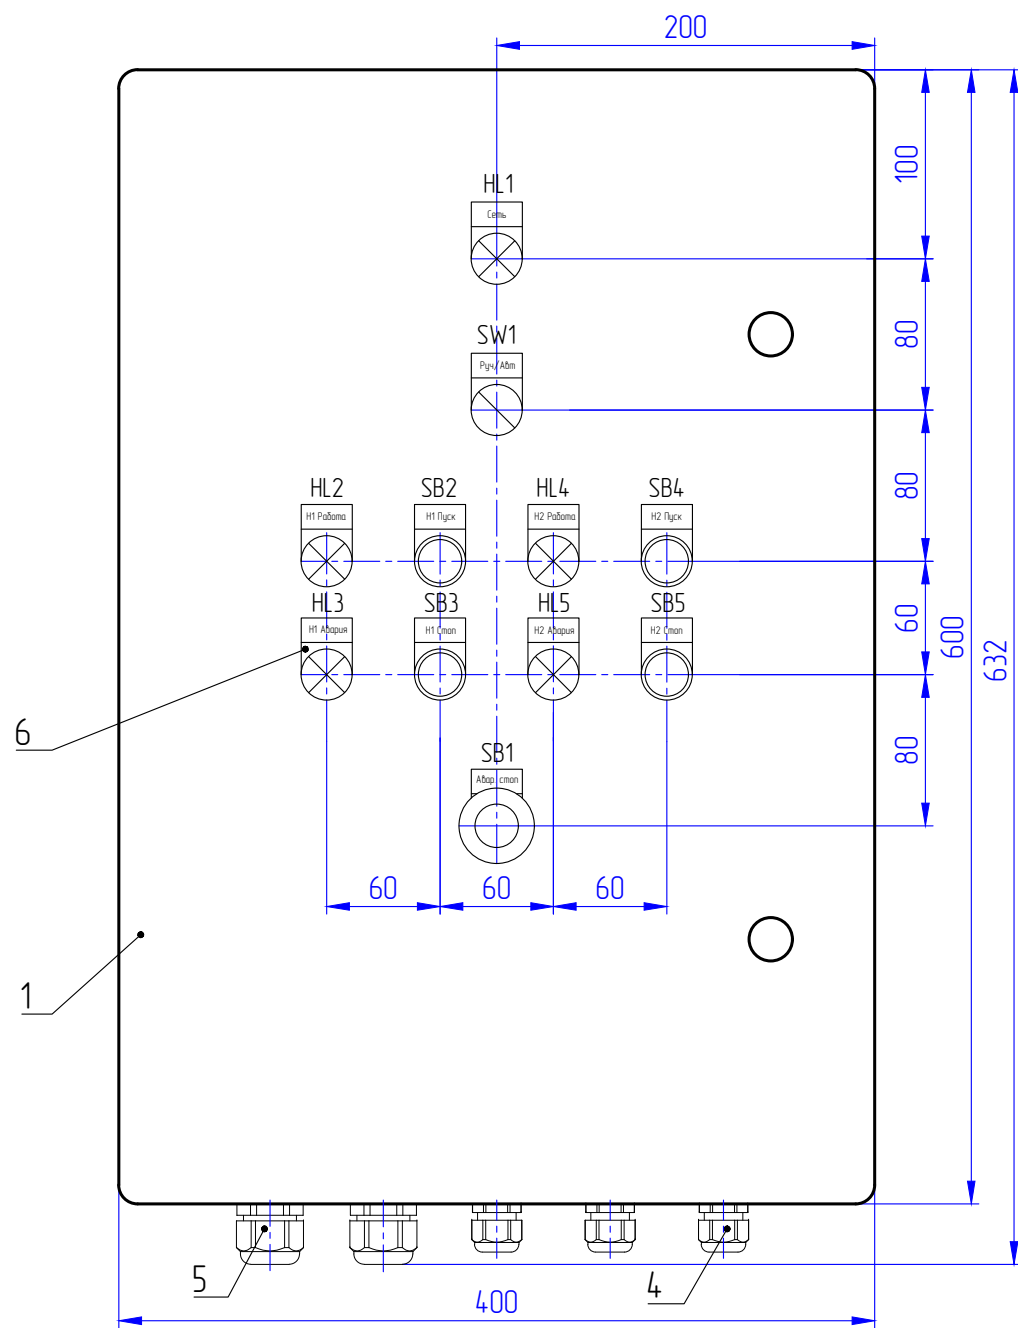 200
100
HL1
Сеть
80
SW1
Руч/Авт
80
HL2 SB2 HL4 SB4
Н1 Работа Н1 Пуск Н2 Работа Н2 Пуск
60
600
632
HL3 SB3 HL5 SB5
Н1 Авария Н1 Стоп Н2 Авария Н2 Стоп
6
80
SB1
Авар. стоп
60 60 60
1
5
4
400